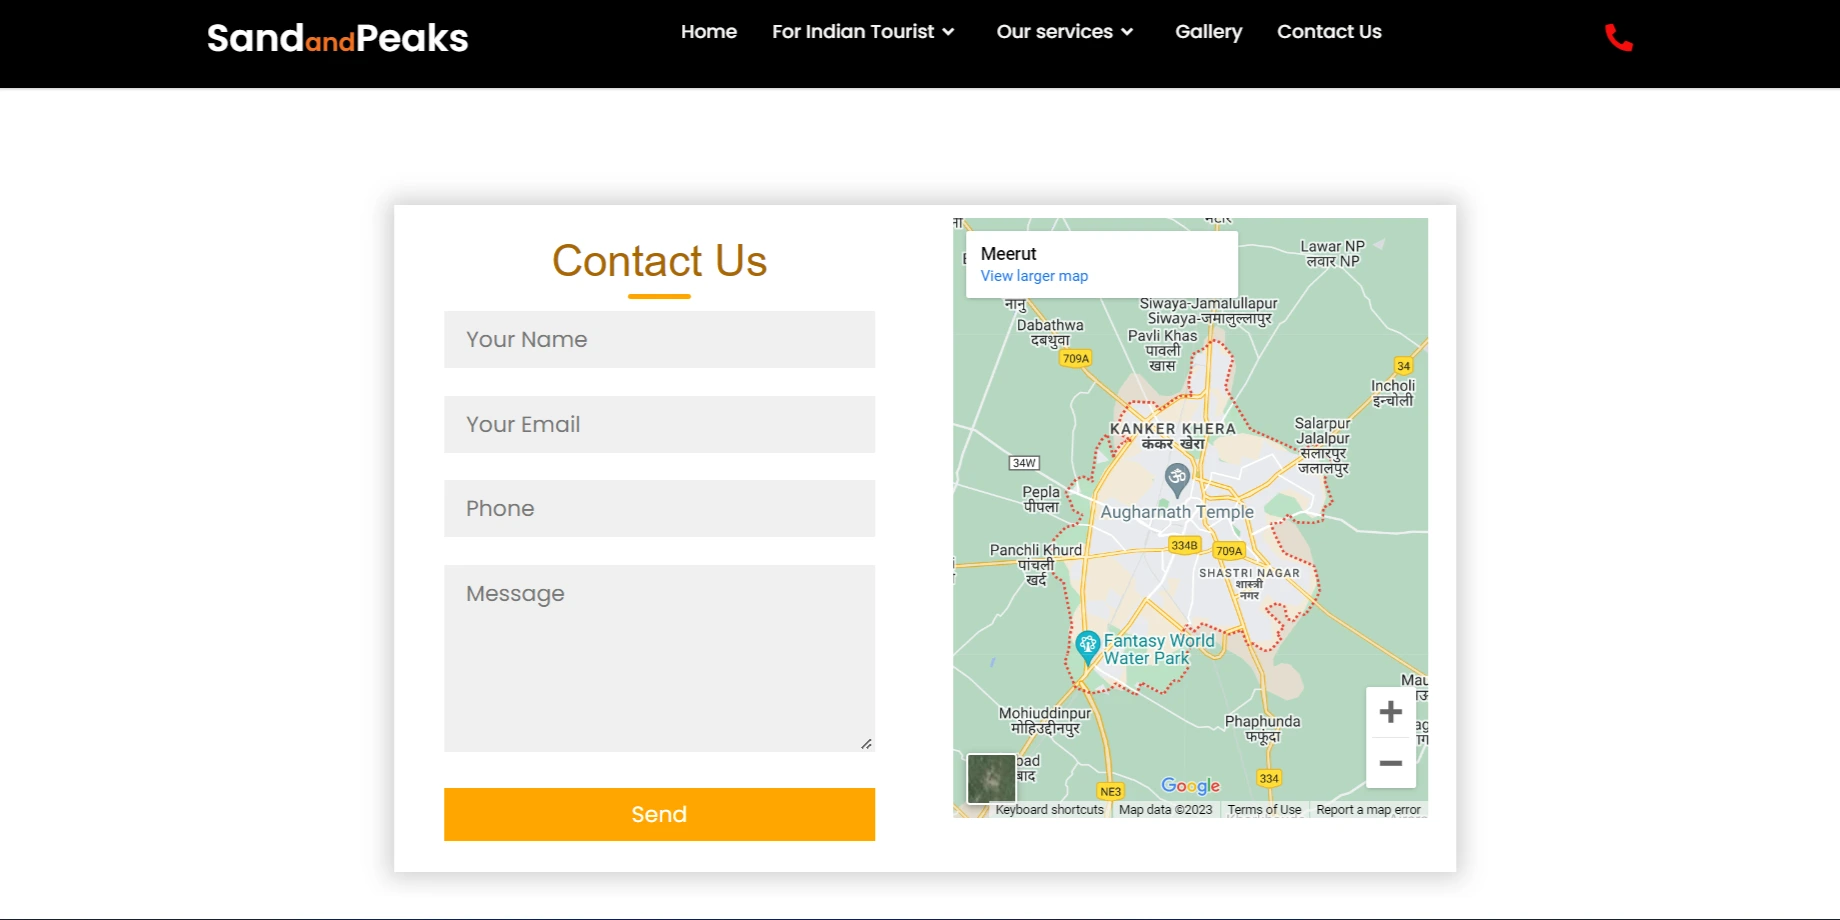 SandandPeaks
Home
For Indian Tourist
Our services
Gallery
Contact Us
Contact Us
Your Name
Your Email
Phone
Message
Send
Meerut
View larger map
Lawar NP
लवार NP
नानु
Siwaya-Jamalullapur
Siwaya-जमालुल्लापुर
Dabathwa
दबथुवा
Pavli Khas
पावली
खास
709A
34
Incholi
इन्चोली
KANKER KHERA
कंकर खेरा
Salarpur
Jalalpur
सलारपुर
जलालपुर
34W
Pepla
पीपला
Augharnath Temple
Panchli Khurd
पांचली
खुर्द
334B
709A
SHASTRI NAGAR
शास्त्री
नगर
Fantasy World
Water Park
Mohiuddinpur
मोहिउद्दीनपुर
Phaphunda
फफूंदा
334
NE3
Google
Keyboard shortcuts
Map data ©2023
Terms of Use
Report a map error